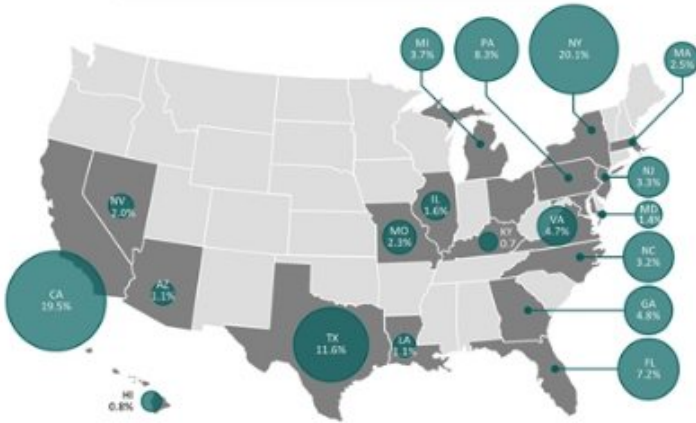 MI
3.7%
PA
8.3%
NY
20.1%
MA
2.5%
NJ
3.3%
MD
1.4%
NC
3.2%
GA
4.8%
FL
7.2%
VA
4.7%
KY
0.7
IL
1.6%
MO
2.3%
NV
2.0%
AZ
1.1%
CA
19.5%
TX
11.6%
LA
1.1%
HI
0.8%